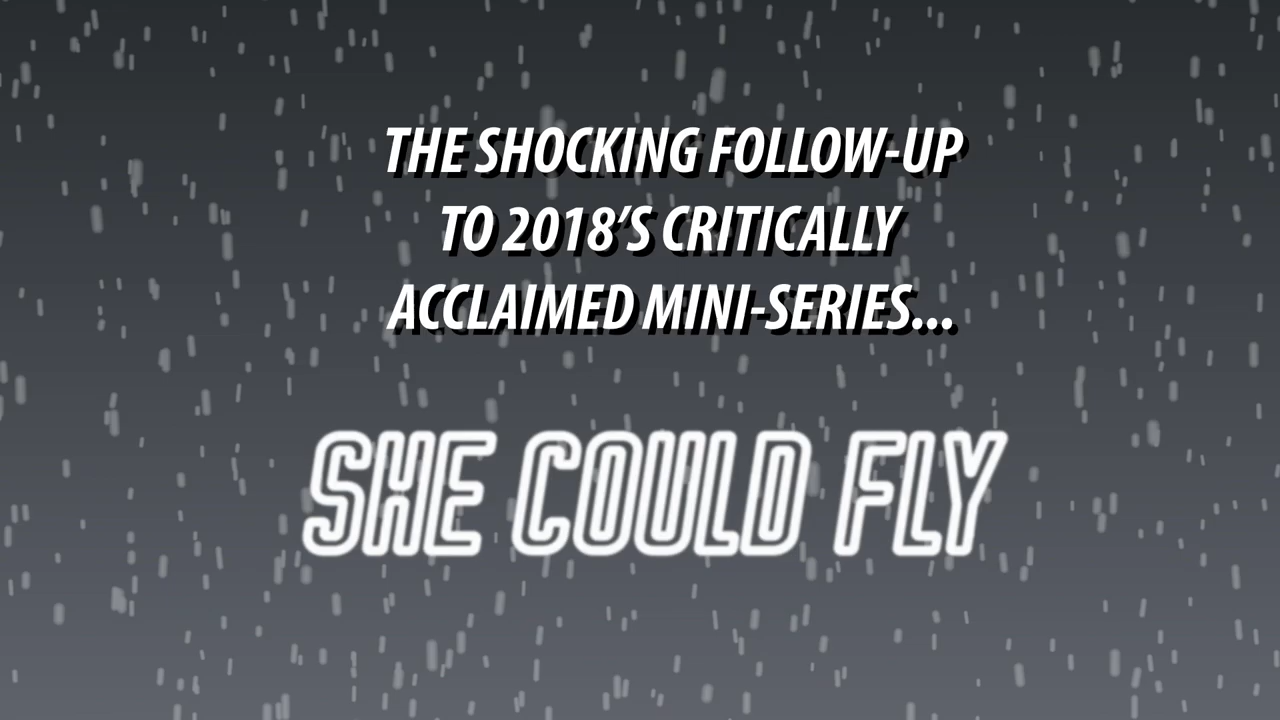 THE SHOCKING FOLLOW-UP
TO 2018'S CRITICALLY
ACCLAIMED MINI-SERIES...
SHE COULD FLY